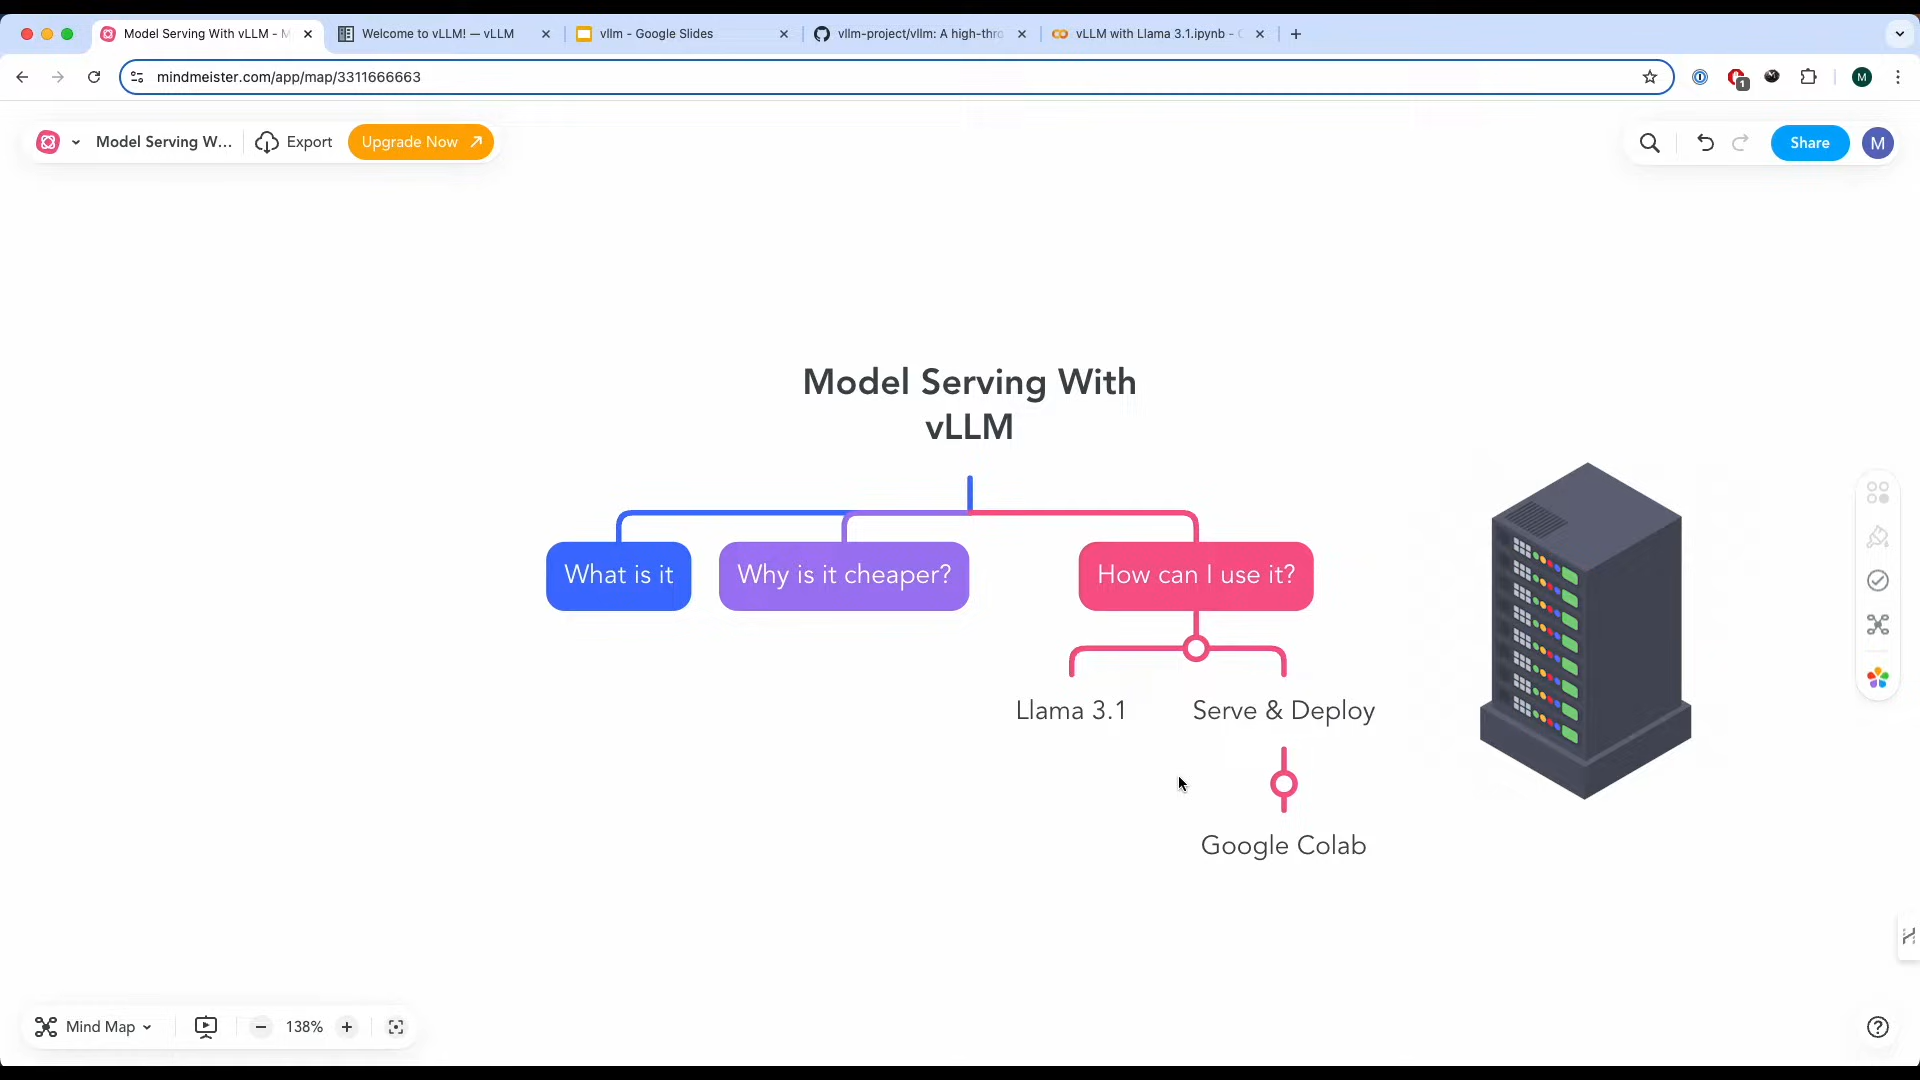 Model Serving With vLLM - M
Welcome to vLLM! — vLLM
vllm - Google Slides
vllm-project/vllm: A high-thro
vLLM with Llama 3.1.ipynb - C
mindmeister.com/app/map/3311666663
1
M
Model Serving W...
Export
Upgrade Now
Share
M
Model Serving With
vLLM
What is it
Why is it cheaper?
How can I use it?
Llama 3.1
Serve & Deploy
Google Colab
Mind Map
138%